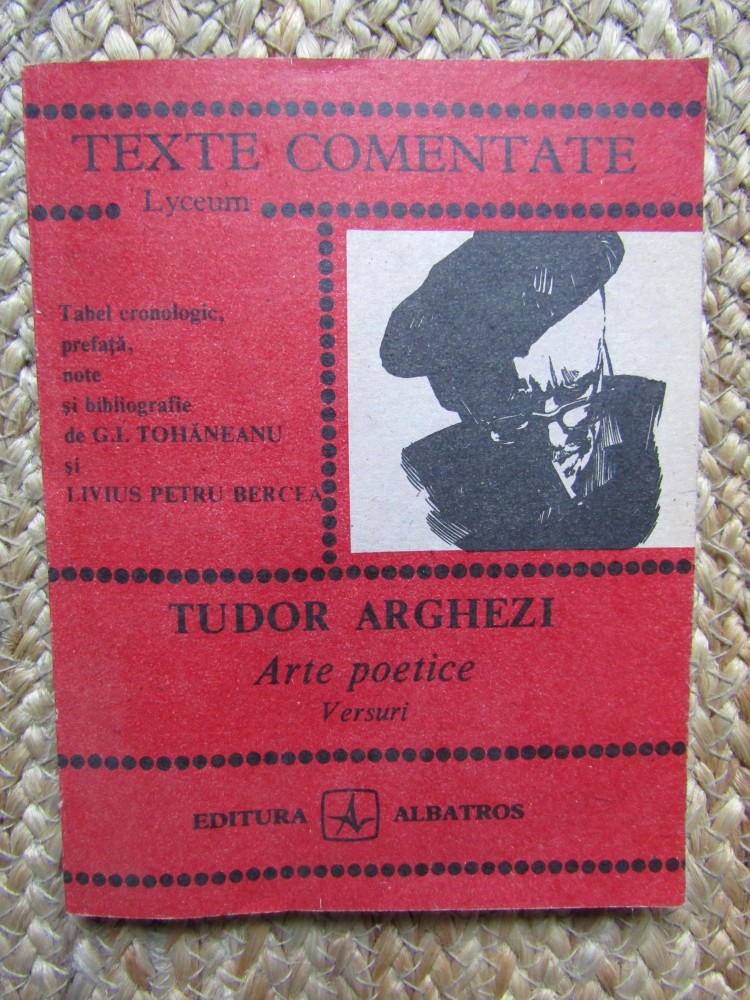 TEXTE COMENTATE
Lyceum
Tabel cronologic,
prefață,
note
și bibliografie
de G.I. TOHĂNEANU
și
LIVIUS PETRU BERCEA
TUDOR ARGHEZI
Arte poetice
Versuri
EDITURA ALBATROS